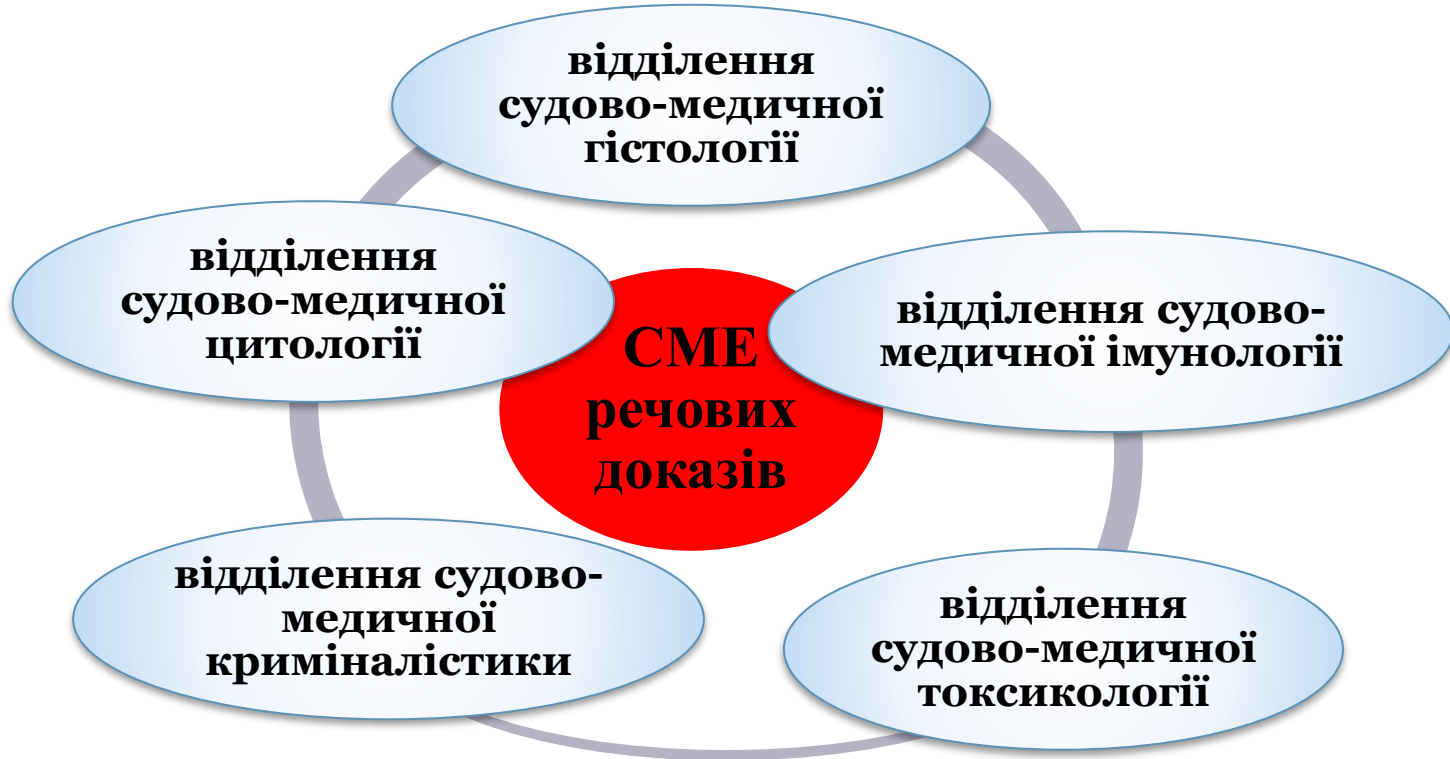 відділення
судово-медичної
гістології
відділення
судово-медичної
цитології
СМЕ
речових
доказів
відділення судово-
медичної імунології
відділення судово-
медичної
криміналістики
відділення
судово-медичної
токсикології